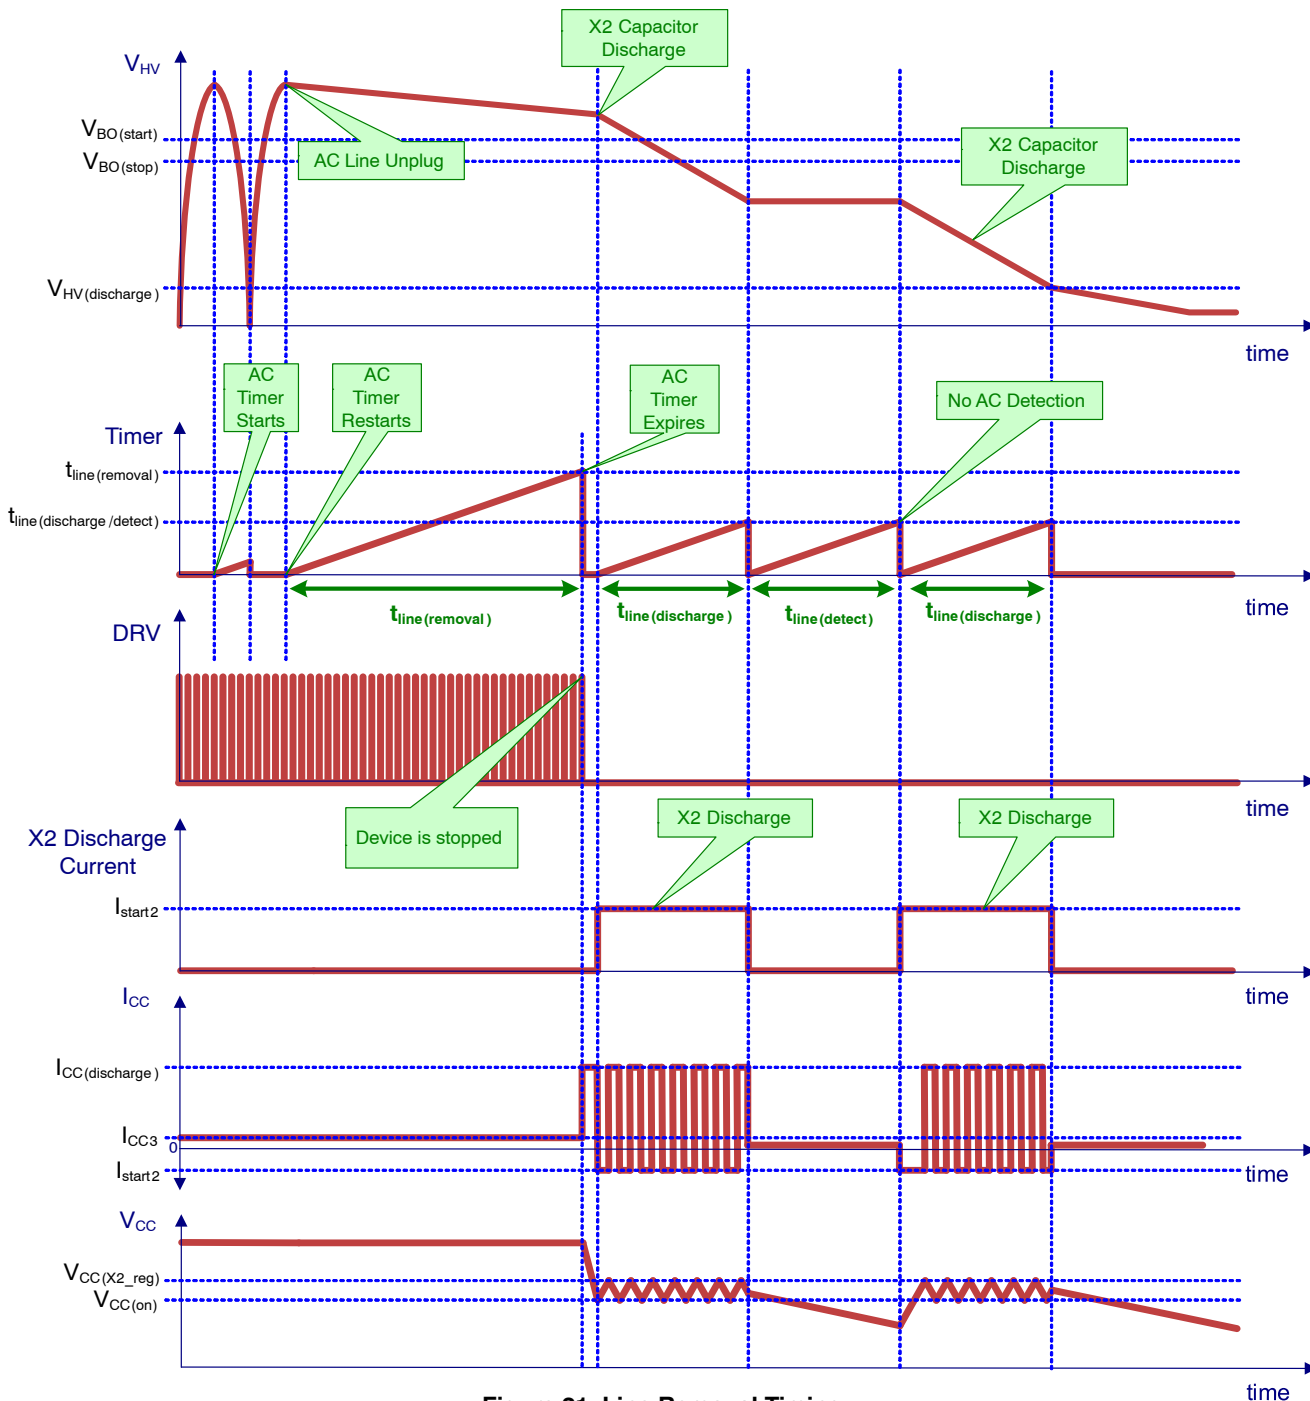 X2 Capacitor
Discharge
VHV
VBO(start)
VBO(stop)
AC Line Unplug
X2 Capacitor
Discharge
VHV(discharge)
time
AC
Timer
Starts
AC
Timer
Restarts
AC
Timer
Expires
No AC Detection
Timer
tline(removal)
tline(discharge/detect)
time
tline(removal)
tline(discharge)
tline(detect)
tline(discharge)
DRV
time
Device is stopped
X2 Discharge
X2 Discharge
X2 Discharge
Current
Istart2
time
ICC
ICC(discharge)
ICC3
0
Istart2
time
VCC
VCC(X2_reg)
VCC(on)
time